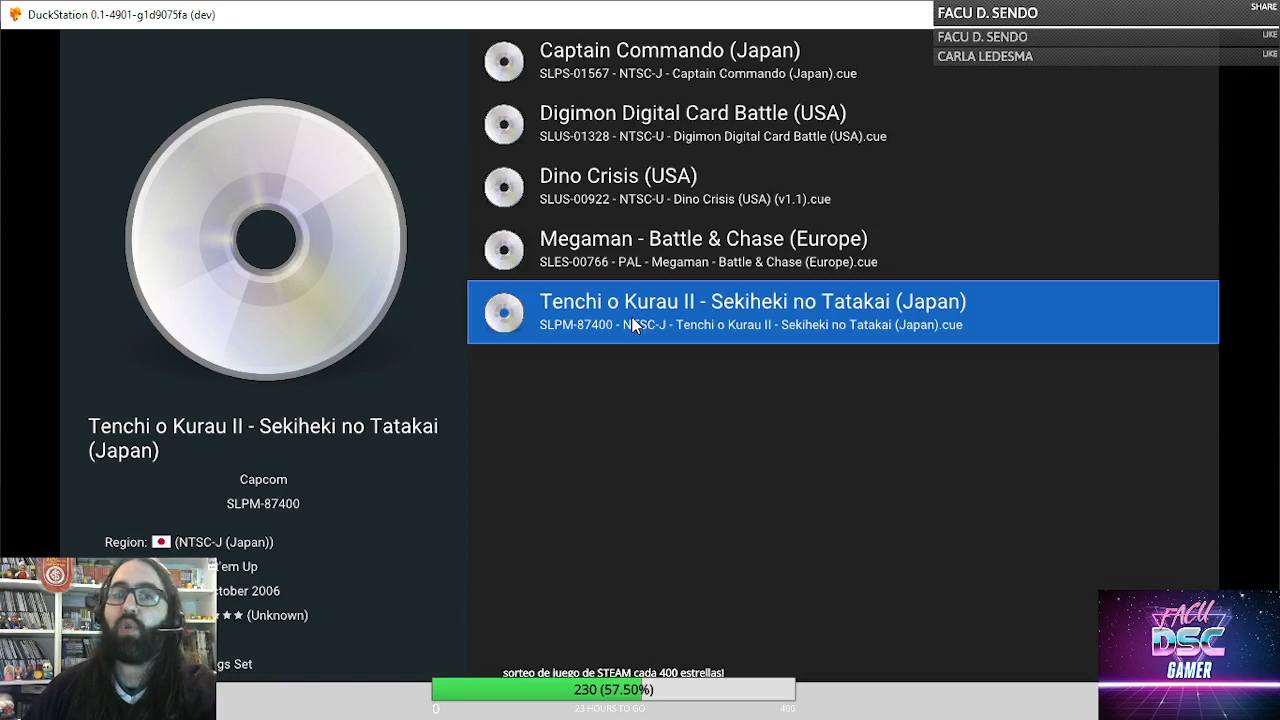 DuckStation 0.1-4901-g1d9075fa (dev)
FACU D. SENDO
SHARE
FACU D. SENDO
LIKE
CARLA LEDESMA
LIKE
Captain Commando (Japan)
SLPS-01567 - NTSC-J - Captain Commando (Japan).cue
Digimon Digital Card Battle (USA)
SLUS-01328 - NTSC-U - Digimon Digital Card Battle (USA).cue
Dino Crisis (USA)
SLUS-00922 - NTSC-U - Dino Crisis (USA) (v1.1).cue
Megaman - Battle & Chase (Europe)
SLES-00766 - PAL - Megaman - Battle & Chase (Europe).cue
Tenchi o Kurau II - Sekiheki no Tatakai (Japan)
SLPM-87400 - NTSC-J - Tenchi o Kurau II - Sekiheki no Tatakai (Japan).cue
Tenchi o Kurau II - Sekiheki no Tatakai
(Japan)
Capcom
SLPM-87400
Region: (NTSC-J (Japan))
t'em Up
tober 2006
(Unknown)
gs Set
FACU
DSC
GAMER
sorteo de juego de STEAM cada 400 estrellas!
230 (57.50%)
0
23 HOURS TO GO
400